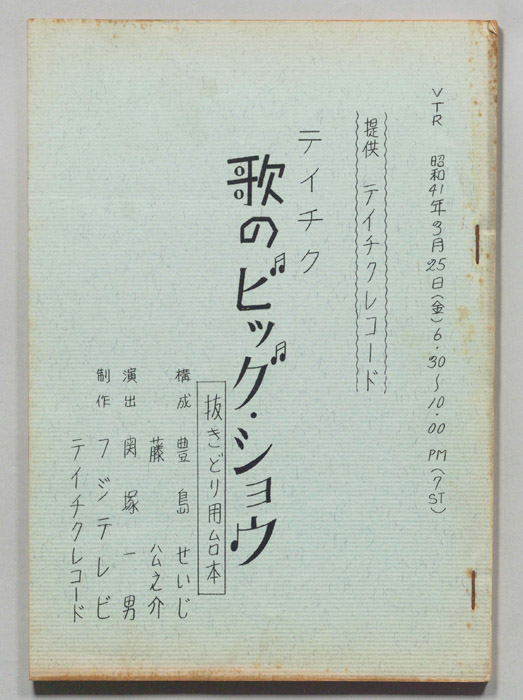 VTR 昭和41年3月25日(金) 6.30〜10.00 PM(7ST)
提供 テイチクレコード
テイチク
歌のビッグ・ショウ
抜きどり用台本
構成 豊島せいじ
藤公之介
演出 関塚一男
制作 フジテレビ
テイチクレコード